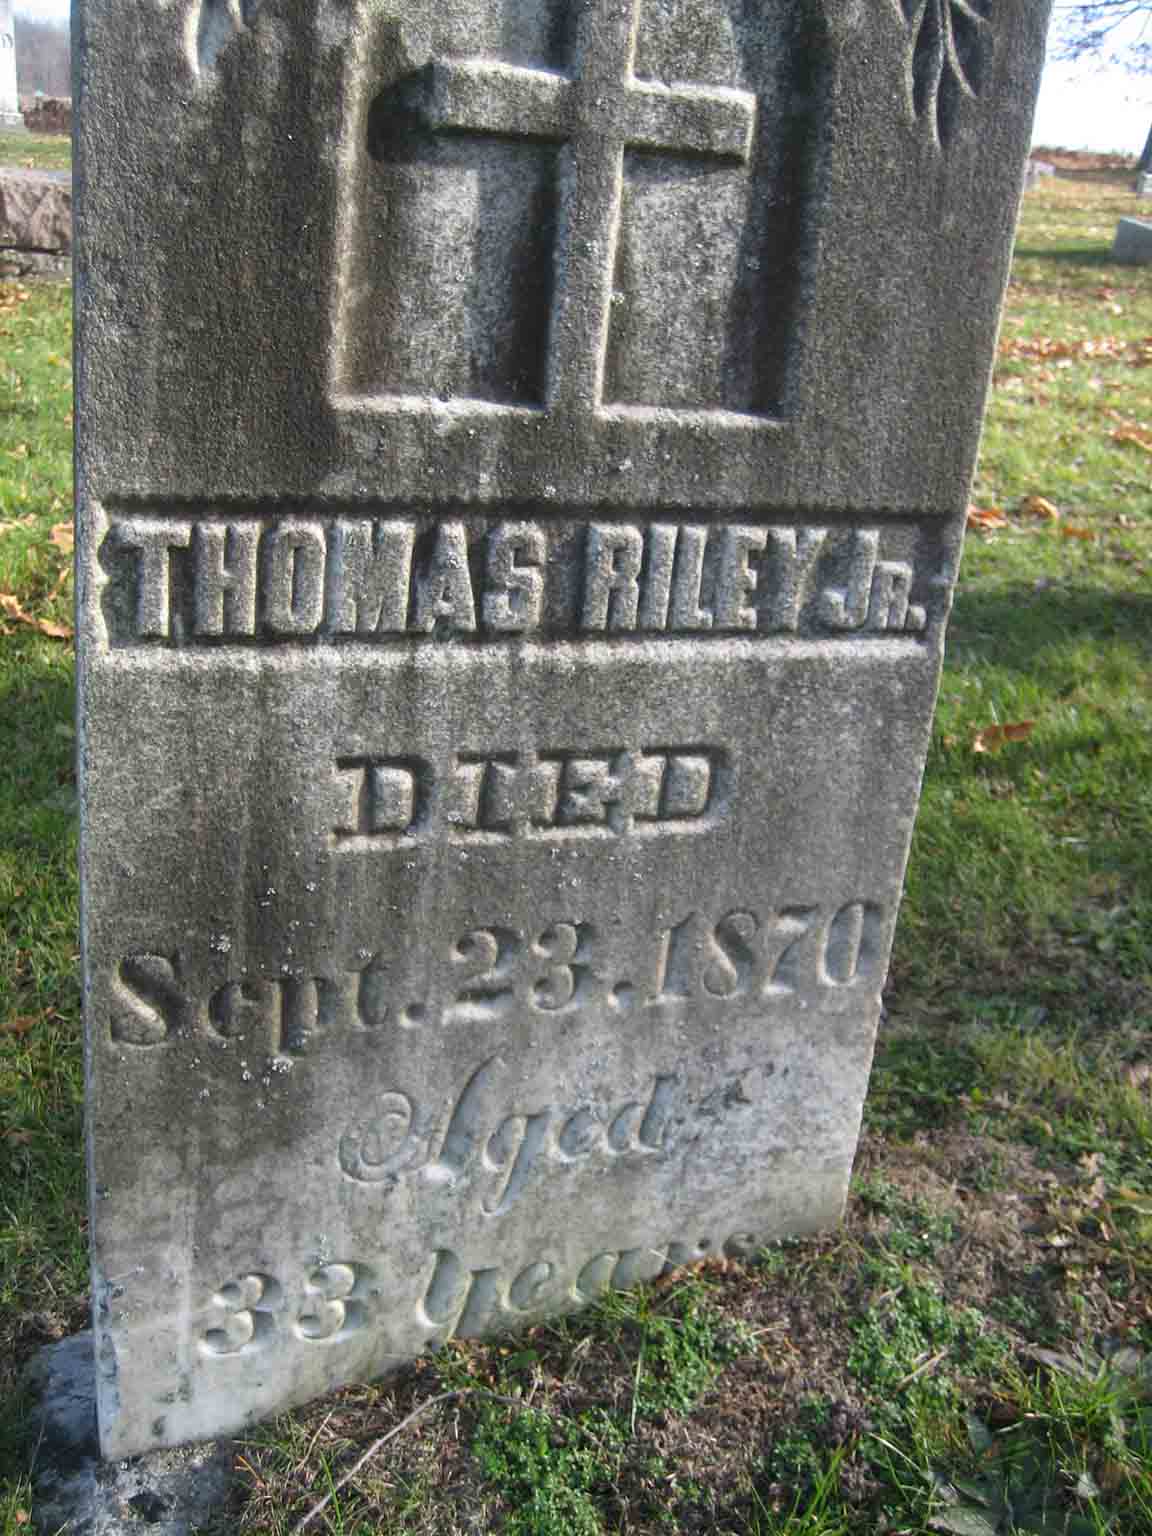 THOMAS RILEY JR.
DIED
Sept. 23. 1870
Aged
33 Years